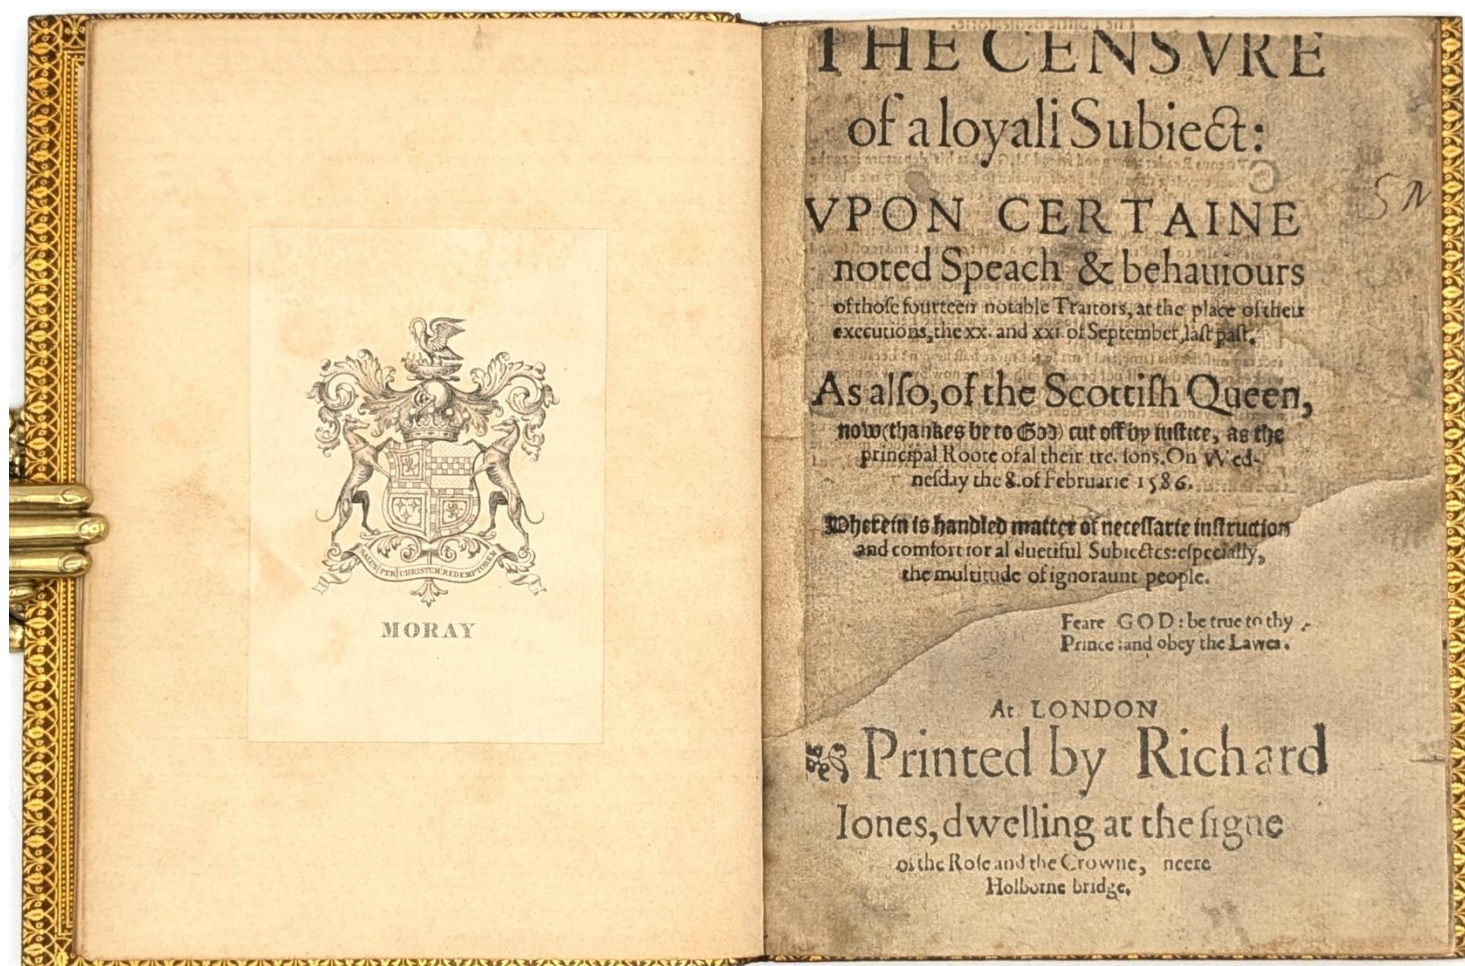 SALUS PER CHRISTUM REDEMPTOREM
MORAY
THE CENSVRE
of a loyall Subiect:
VPON CERTAINE
noted Speach & behauiours
of those fourteen notable Traitors, at the place of their
executions, the xx. and xxi of September, last past.
As also, of the Scottish Queen,
now (thankes be to God) cut off by iustice, as the
principal Roote of al their tre sons. On Wed-
nesday the 8. of Februarie 1586.
Wherein is handled matter of necessarie instruction
and comfort for al duetiful Subiectes: especially,
the multitude of ignoraunt people.
Feare GOD: be true to thy
Prince: and obey the Lawes.
At LONDON
Printed by Richard
Iones, dwelling at the signe
of the Rose and the Crowne, neere
Holborne bridge.